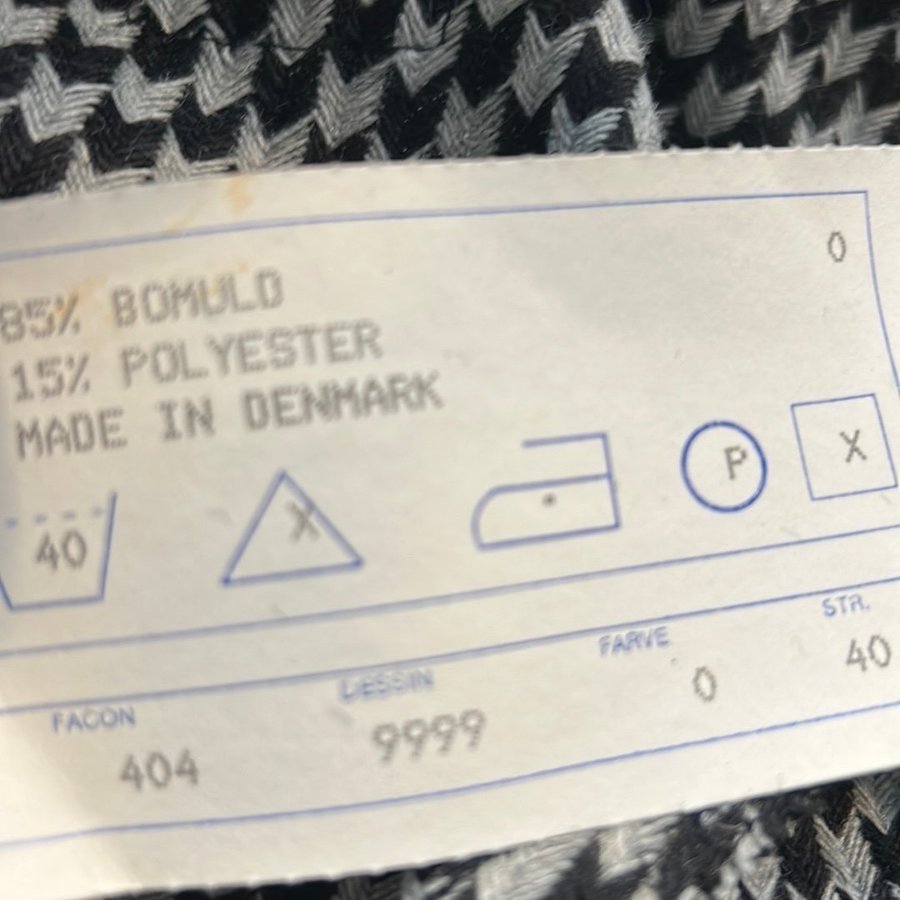 0
85% BOMULD
15% POLYESTER
MADE IN DENMARK
40 X P X
FACON DESSIN FARVE STR.
404 9999 0 40